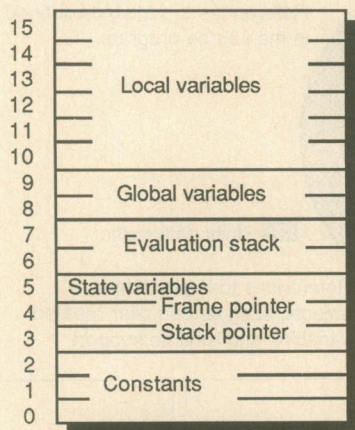 15
14
13
Local variables
12
11
10
9
Global variables
8
7
Evaluation stack
6
5
State variables
4
Frame pointer
3
Stack pointer
2
1
Constants
0